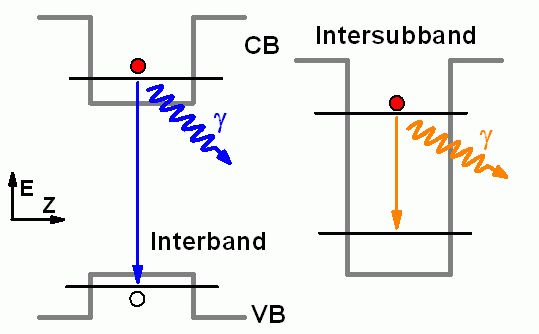 CB
Intersubband
γ
γ
E
Z
Interband
VB